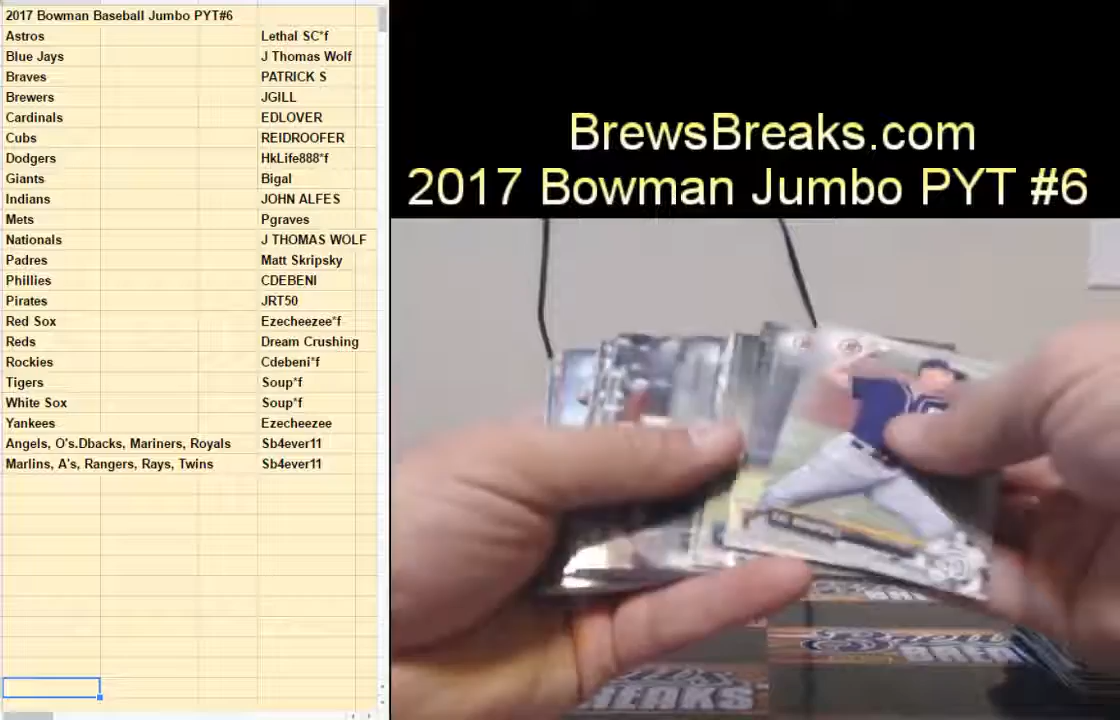 2017 Bowman Baseball Jumbo PYT#6
Astros Lethal SC*f
Blue Jays J Thomas Wolf
Braves PATRICK S
Brewers JGILL
Cardinals EDLOVER
Cubs REIDROOFER
Dodgers HkLife888*f
Giants Bigal
Indians JOHN ALFES
Mets Pgraves
Nationals J THOMAS WOLF
Padres Matt Skripsky
Phillies CDEBENI
Pirates JRT50
Red Sox Ezecheezee*f
Reds Dream Crushing
Rockies Cdebeni*f
Tigers Soup*f
White Sox Soup*f
Yankees Ezecheezee
Angels, O's.Dbacks, Mariners, Royals Sb4ever11
Marlins, A's, Rangers, Rays, Twins Sb4ever11
BrewsBreaks.com
2017 Bowman Jumbo PYT #6
BREAKS